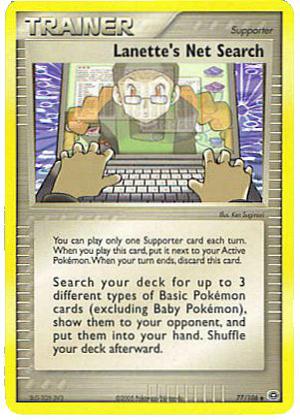 TRAINER
Supporter
Lanette's Net Search
Illus. Ken Sugimori
You can play only one Supporter card each turn.
When you play this card, put it next to your Active
Pokémon. When your turn ends, discard this card.
Search your deck for up to 3
different types of Basic Pokémon
cards (excluding Baby Pokémon),
show them to your opponent, and
put them into your hand. Shuffle
your deck afterward.
©2005 Pokémon/Nintendo
77/106